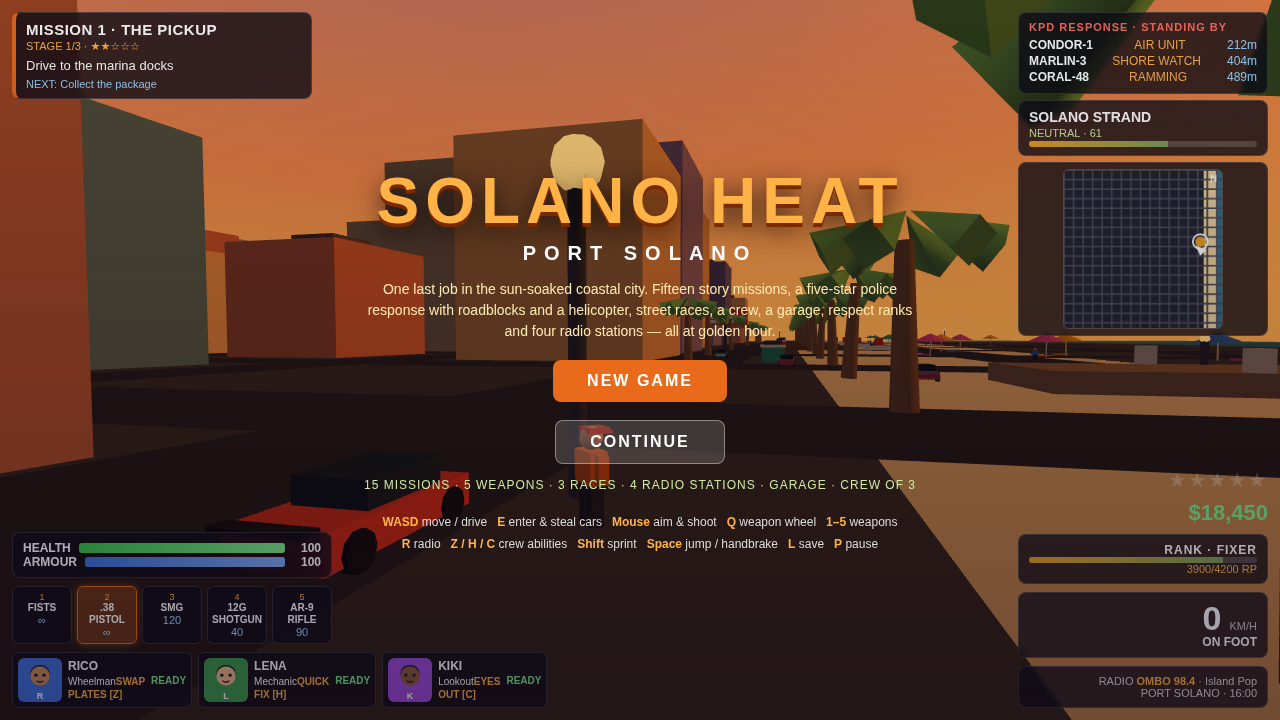 MISSION 1 · THE PICKUP
STAGE 1/3 · ★★☆☆☆
Drive to the marina docks
NEXT: Collect the package
KPD RESPONSE · STANDING BY
CONDOR-1 AIR UNIT 212m
MARLIN-3 SHORE WATCH 404m
CORAL-48 RAMMING 489m
SOLANO STRAND
NEUTRAL · 61
SOLANO HEAT
PORT SOLANO
One last job in the sun-soaked coastal city. Fifteen story missions, a five-star police
response with roadblocks and a helicopter, street races, a crew, a garage, respect ranks
and four radio stations — all at golden hour.
NEW GAME
CONTINUE
15 MISSIONS · 5 WEAPONS · 3 RACES · 4 RADIO STATIONS · GARAGE · CREW OF 3
WASD move / drive E enter & steal cars Mouse aim & shoot Q weapon wheel 1–5 weapons
R radio Z / H / C crew abilities Shift sprint Space jump / handbrake L save P pause
★★★★★
$18,450
RANK · FIXER
3900/4200 RP
0 KM/H
ON FOOT
RADIO OMBO 98.4 · Island Pop
PORT SOLANO · 16:00
HEALTH 100
ARMOUR 100
1
FISTS
∞
2
.38
PISTOL
∞
3
SMG
120
4
12G
SHOTGUN
40
5
AR-9
RIFLE
90
R
RICO
WheelmanSWAP
PLATES [Z]
READY
L
LENA
MechanicQUICK
FIX [H]
READY
K
KIKI
LookoutEYES
OUT [C]
READY